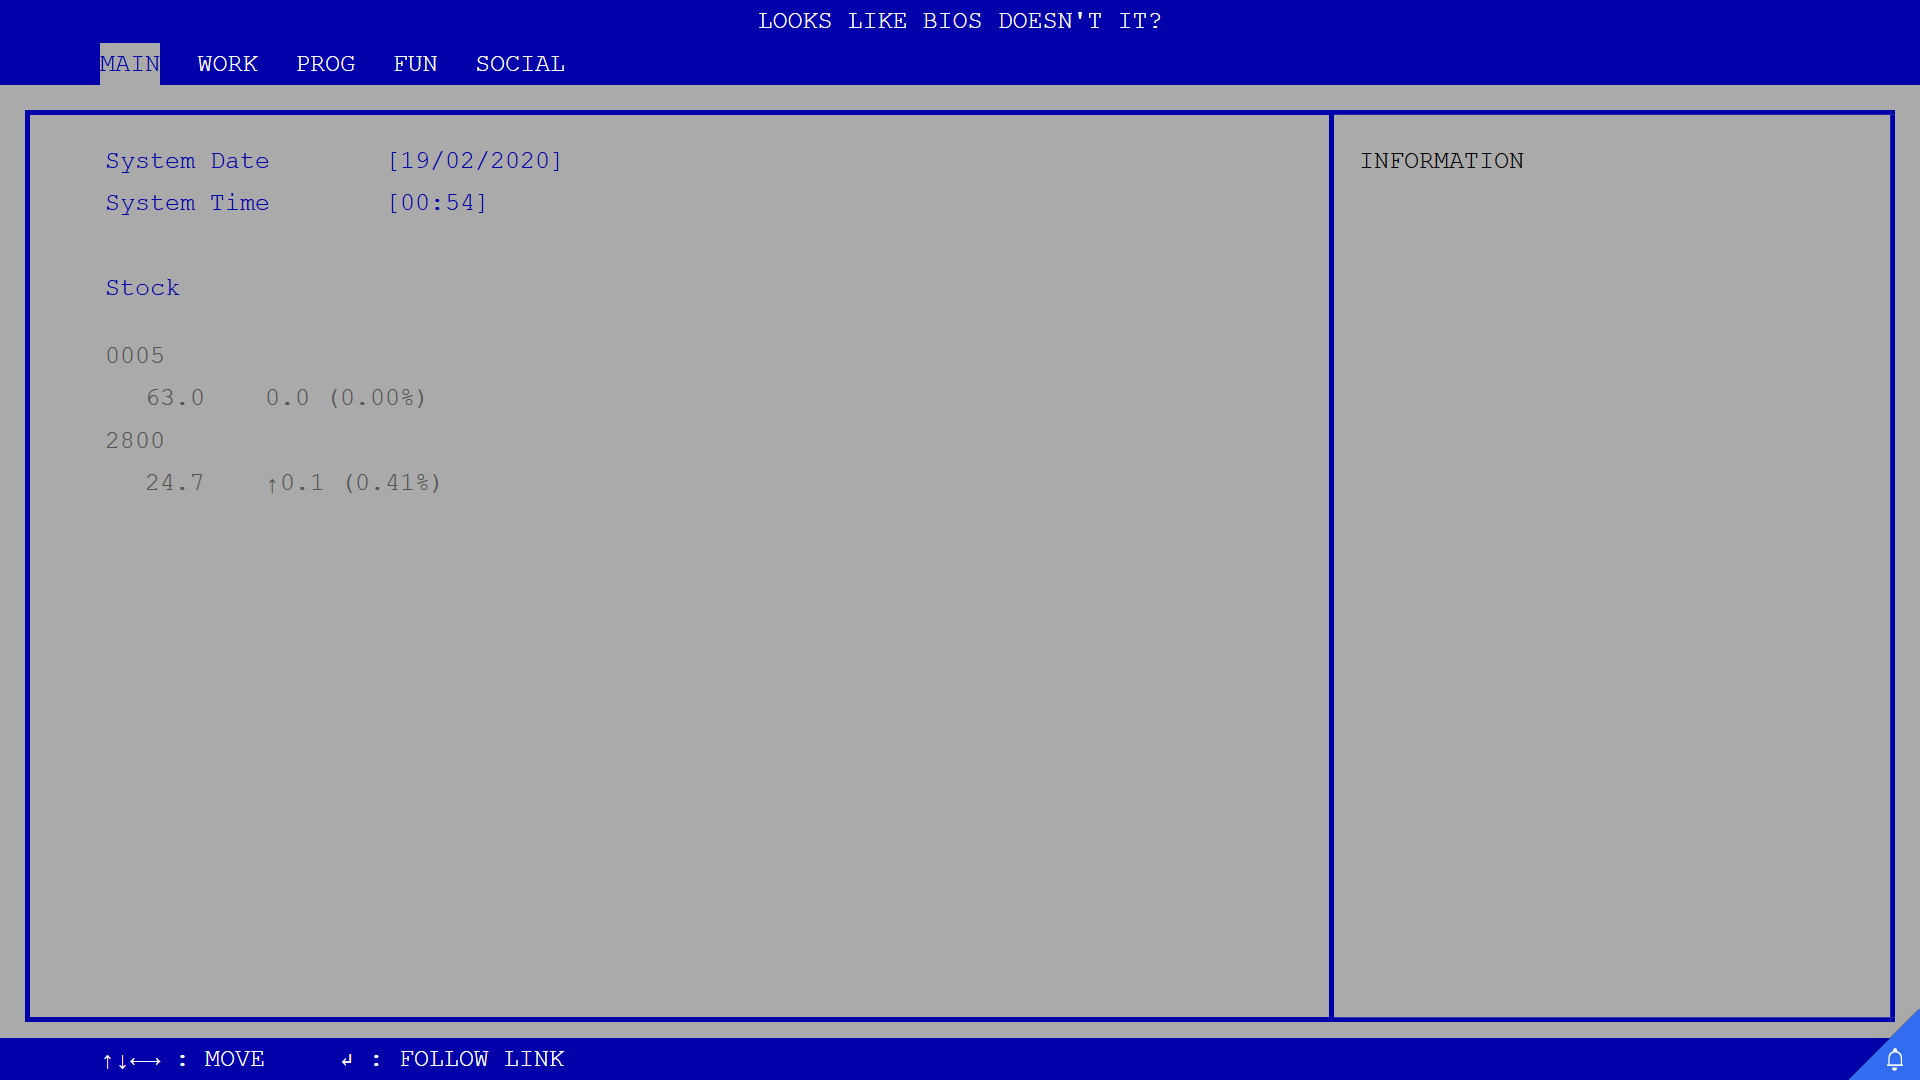 LOOKS LIKE BIOS DOESN'T IT?
MAIN WORK PROG FUN SOCIAL
System Date [19/02/2020]
System Time [00:54]
Stock
0005
63.0 0.0 (0.00%)
2800
24.7 ↑0.1 (0.41%)
INFORMATION
↑↓←→ : MOVE ↲ : FOLLOW LINK